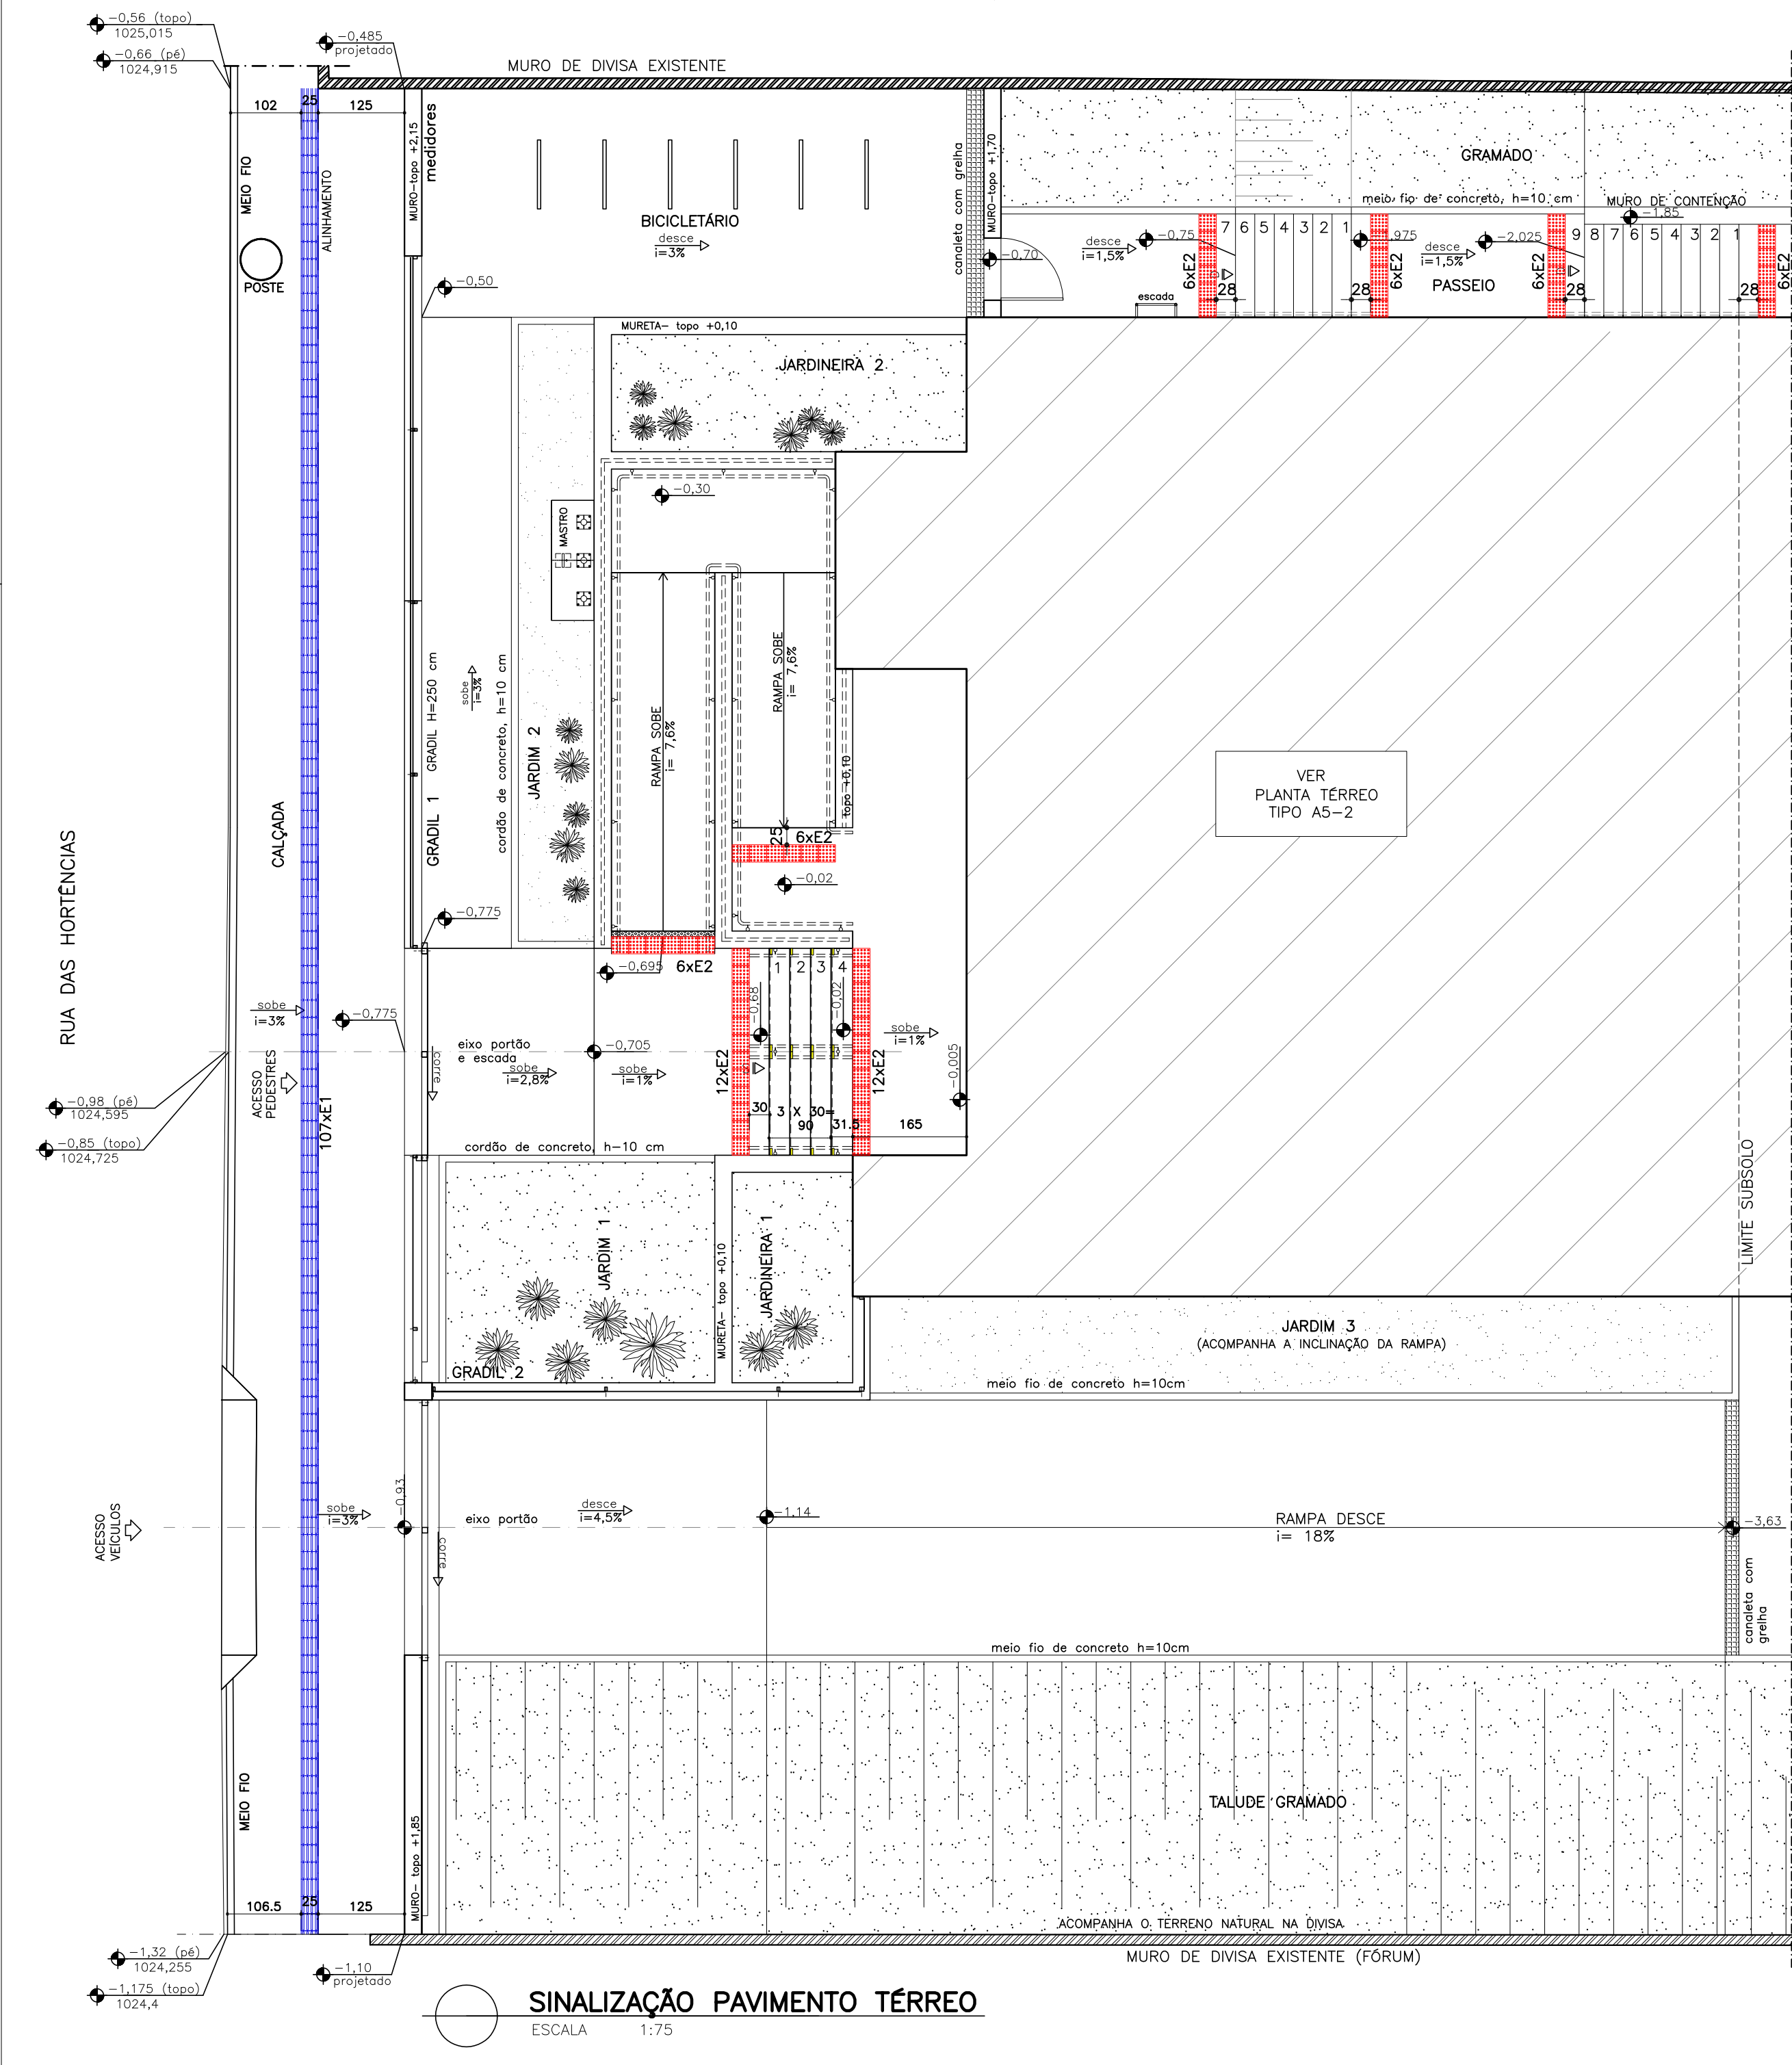 −0,56 (topo)
1025,015
−0,66 (pé)
1024,915
−0,485
projetado
MURO DE DIVISA EXISTENTE
102
25
125
MEIO FIO
ALINHAMENTO
MURO−topo +2,15
medidores
POSTE
−0,50
BICICLETÁRIO
desce
i=3%
canaleta com grelha
MURO−topo +1,70
−0,70
GRAMADO
meio fio de concreto, h=10 cm
MURO DE CONTENÇÃO
−1,85
desce
i=1,5%
−0,75
6xE2
7 6 5 4 3 2 1
28
28
escada
6xE2
,975
desce
i=1,5%
PASSEIO
−2,025
6xE2
9 8 7 6 5 4 3 2 1
28
28
6xE2
MURETA− topo +0,10
JARDINEIRA 2
−0,30
MASTRO
RAMPA SOBE
i= 7,6%
RAMPA SOBE
i= 7,6%
topo +0,10
25
6xE2
−0,02
GRADIL 1 GRADIL H=250 cm
sobe
i=3%
cordão de concreto, h=10 cm
JARDIM 2
VER
PLANTA TÉRREO
TIPO A5−2
RUA DAS HORTÊNCIAS
CALÇADA
−0,775
−0,695
6xE2
sobe
i=3%
−0,775
ACESSO
PEDESTRES
107xE1
corre
eixo portão
e escada
sobe
i=2,8%
−0,705
sobe
i=1%
12xE2
−0,68
1 2 3 4
−0,02
12xE2
sobe
i=1%
−0,005
30
3 X 30=
90
31.5
165
−0,98 (pé)
1024,595
−0,85 (topo)
1024,725
cordão de concreto, h−10 cm
JARDIM 1
MURETA− topo +0,10
JARDINEIRA 1
GRADIL 2
LIMITE SUBSOLO
JARDIM 3
(ACOMPANHA A INCLINAÇÃO DA RAMPA)
meio fio de concreto h=10cm
ACESSO
VEÍCULOS
sobe
i=3%
−0,93
eixo portão
corre
desce
i=4,5%
−1,14
RAMPA DESCE
i= 18%
−3,63
canaleta com
grelha
meio fio de concreto h=10cm
MEIO FIO
MURO− topo +1,85
TALUDE GRAMADO
106.5
25
125
ACOMPANHA O TERRENO NATURAL NA DIVISA
−1,32 (pé)
1024,255
−1,175 (topo)
1024,4
−1,10
projetado
MURO DE DIVISA EXISTENTE (FÓRUM)
SINALIZAÇÃO PAVIMENTO TÉRREO
ESCALA 1:75